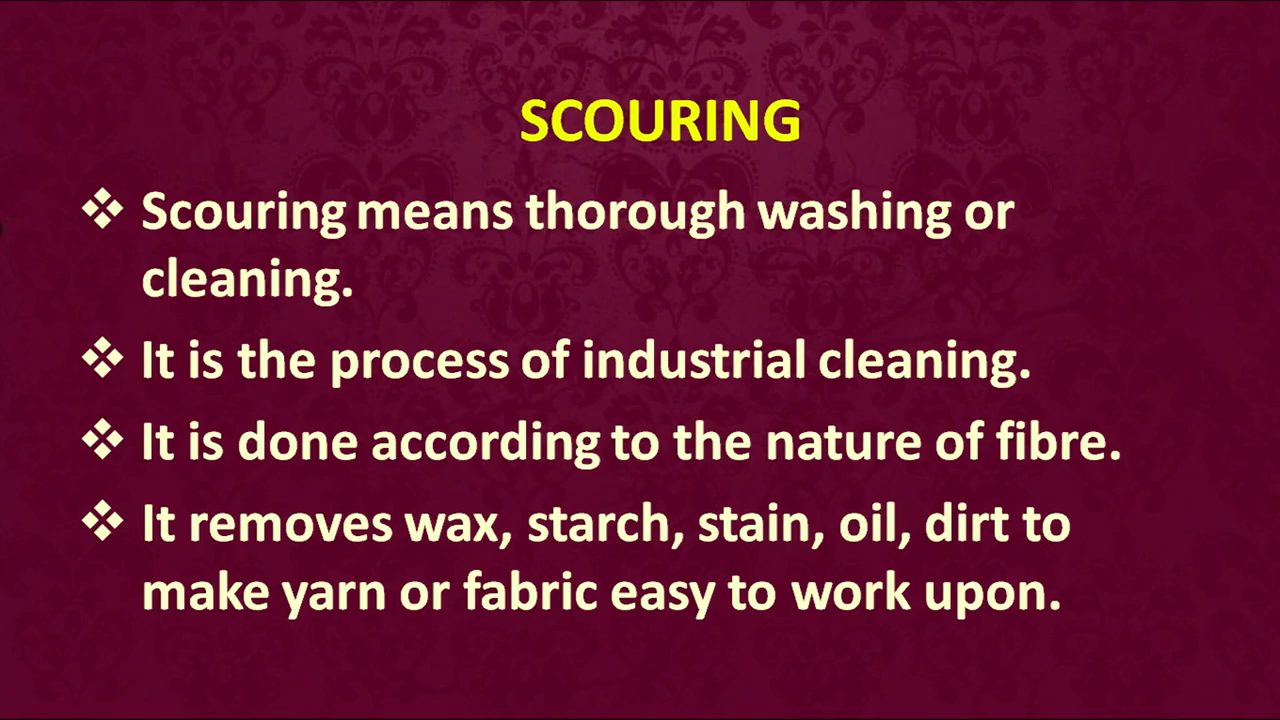 SCOURING
❖ Scouring means thorough washing or
cleaning.
❖ It is the process of industrial cleaning.
❖ It is done according to the nature of fibre.
❖ It removes wax, starch, stain, oil, dirt to
make yarn or fabric easy to work upon.